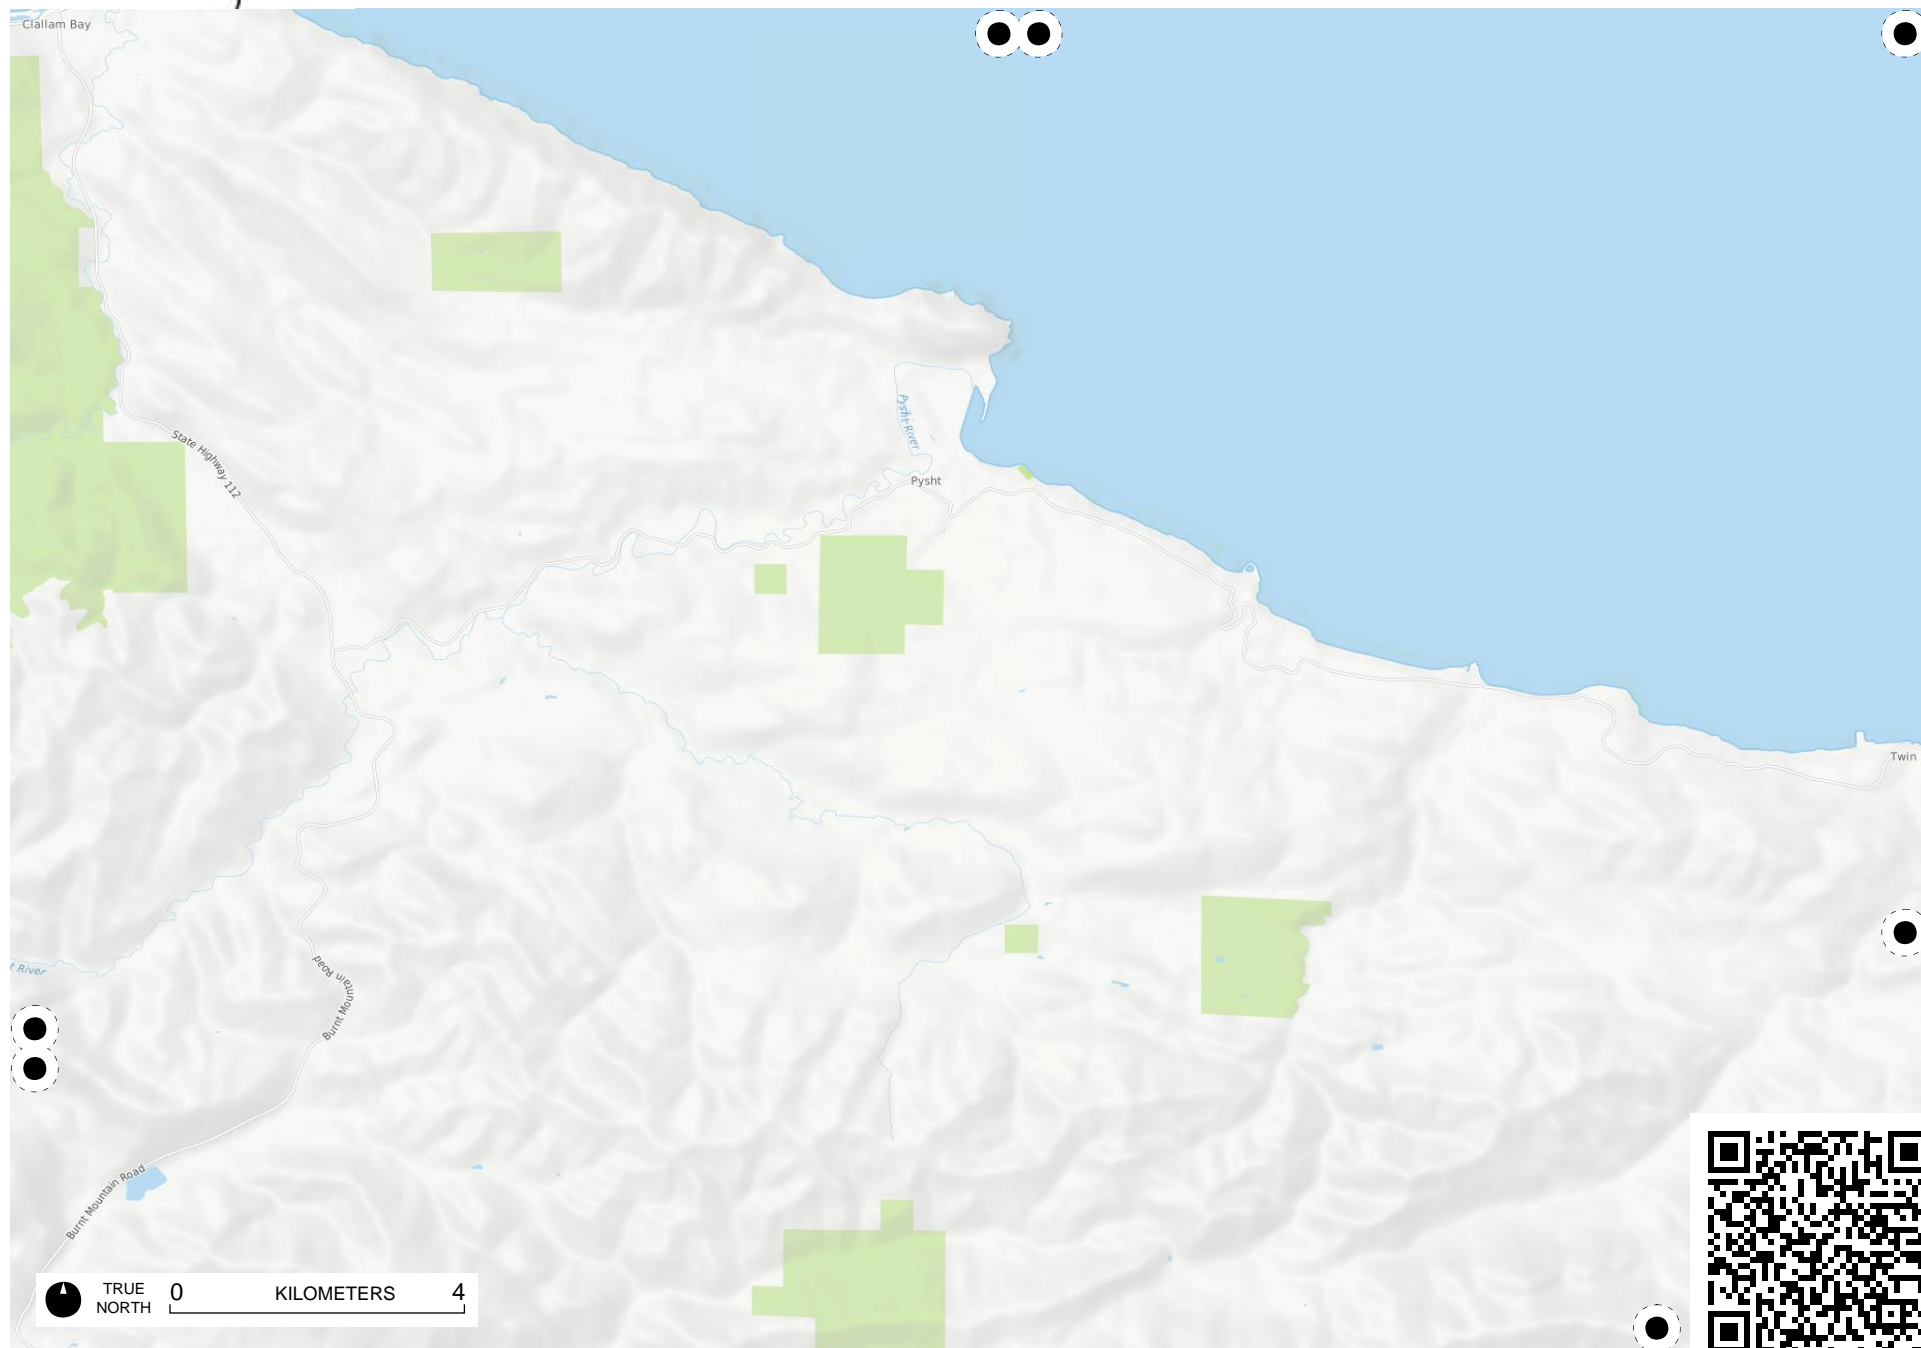 Clallam Bay
State Highway 112
Pysht River
Pysht
Twin
t River
Burnt Mountain Road
Burnt Mountain Road
TRUE
NORTH
0 KILOMETERS 4